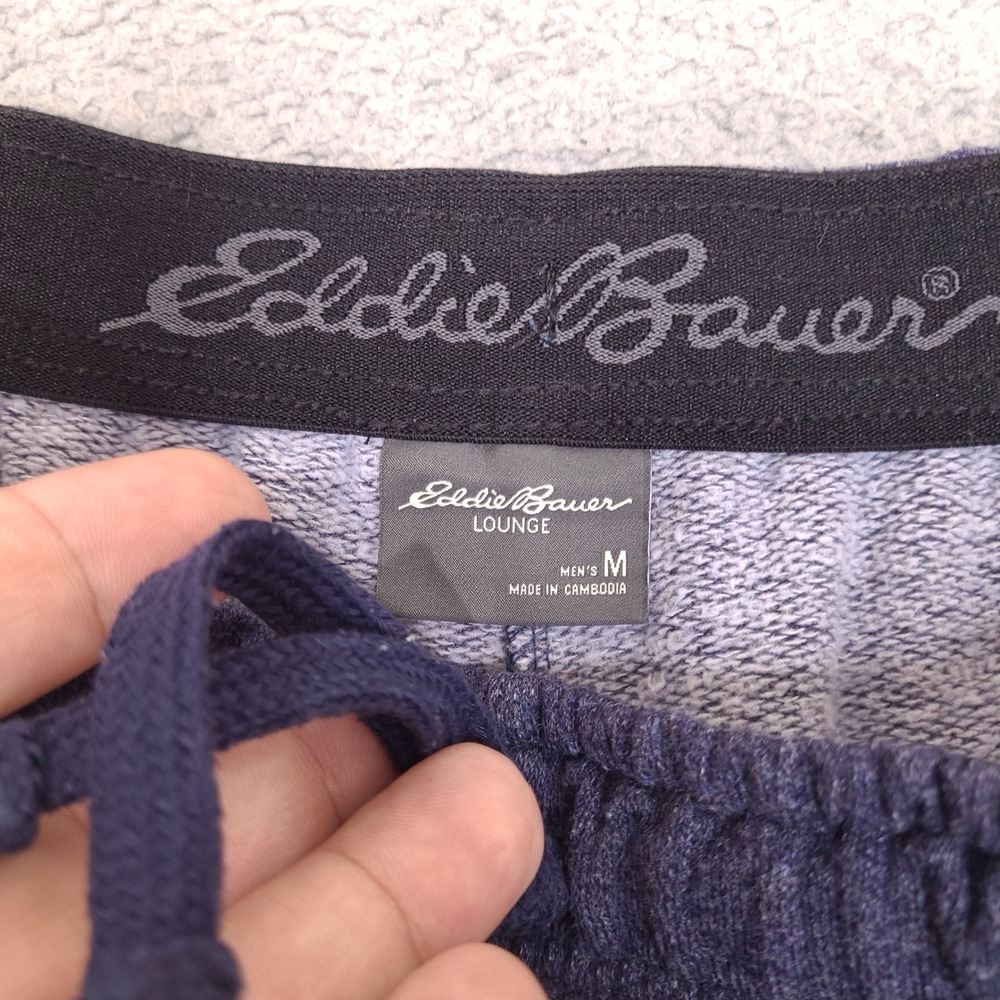 Eddie Bauer®
Eddie Bauer
LOUNGE
MEN'S M
MADE IN CAMBODIA